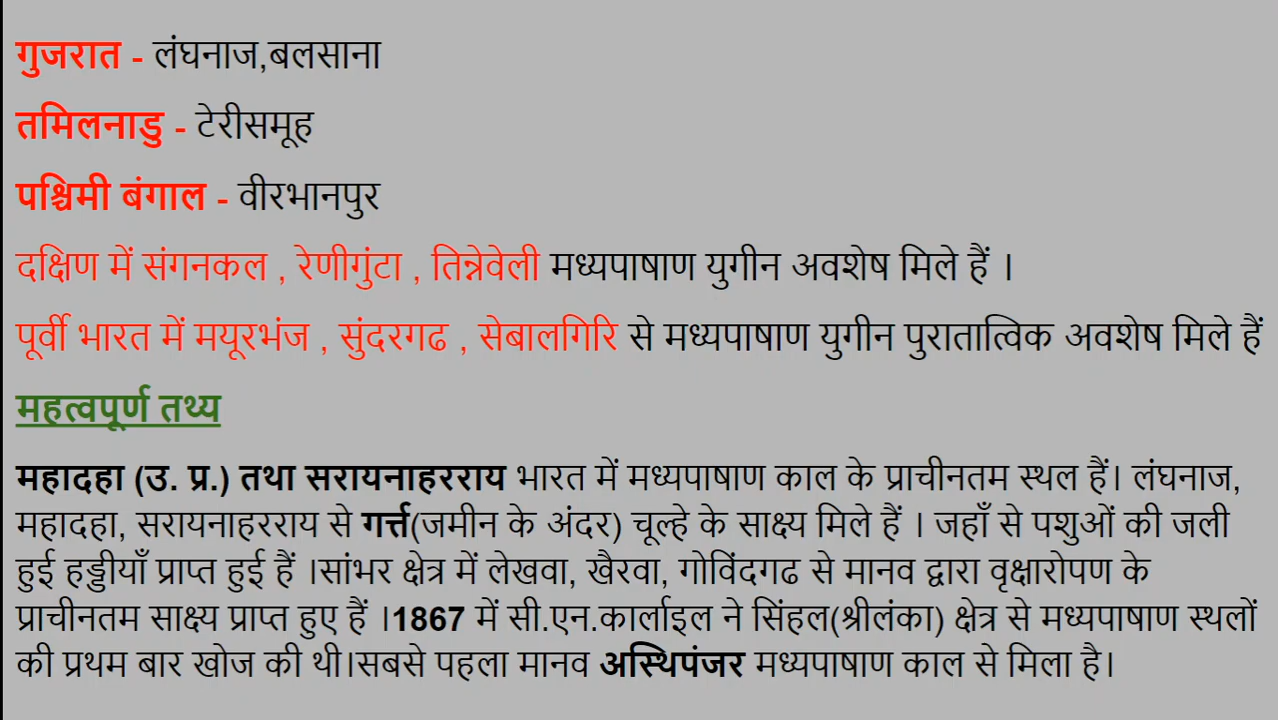 गुजरात - लंघनाज,बलसाना
तमिलनाडु - टेरीसमूह
पश्चिमी बंगाल - वीरभानपुर
दक्षिण में संगनकल , रेणीगुंटा , तिन्नेवेली मध्यपाषाण युगीन अवशेष मिले हैं ।
पूर्वी भारत में मयूरभंज , सुंदरगढ , सेबालगिरि से मध्यपाषाण युगीन पुरातात्विक अवशेष मिले हैं
महत्वपूर्ण तथ्य
महादहा (उ. प्र.) तथा सरायनाहरराय भारत में मध्यपाषाण काल के प्राचीनतम स्थल हैं। लंघनाज,
महादहा, सरायनाहरराय से गर्त्त(जमीन के अंदर) चूल्हे के साक्ष्य मिले हैं । जहाँ से पशुओं की जली
हुई हड्डीयाँ प्राप्त हुई हैं ।सांभर क्षेत्र में लेखवा, खैरवा, गोविंदगढ से मानव द्वारा वृक्षारोपण के
प्राचीनतम साक्ष्य प्राप्त हुए हैं ।1867 में सी.एन.कार्लाइल ने सिंहल(श्रीलंका) क्षेत्र से मध्यपाषाण स्थलों
की प्रथम बार खोज की थी।सबसे पहला मानव अस्थिपंजर मध्यपाषाण काल से मिला है।